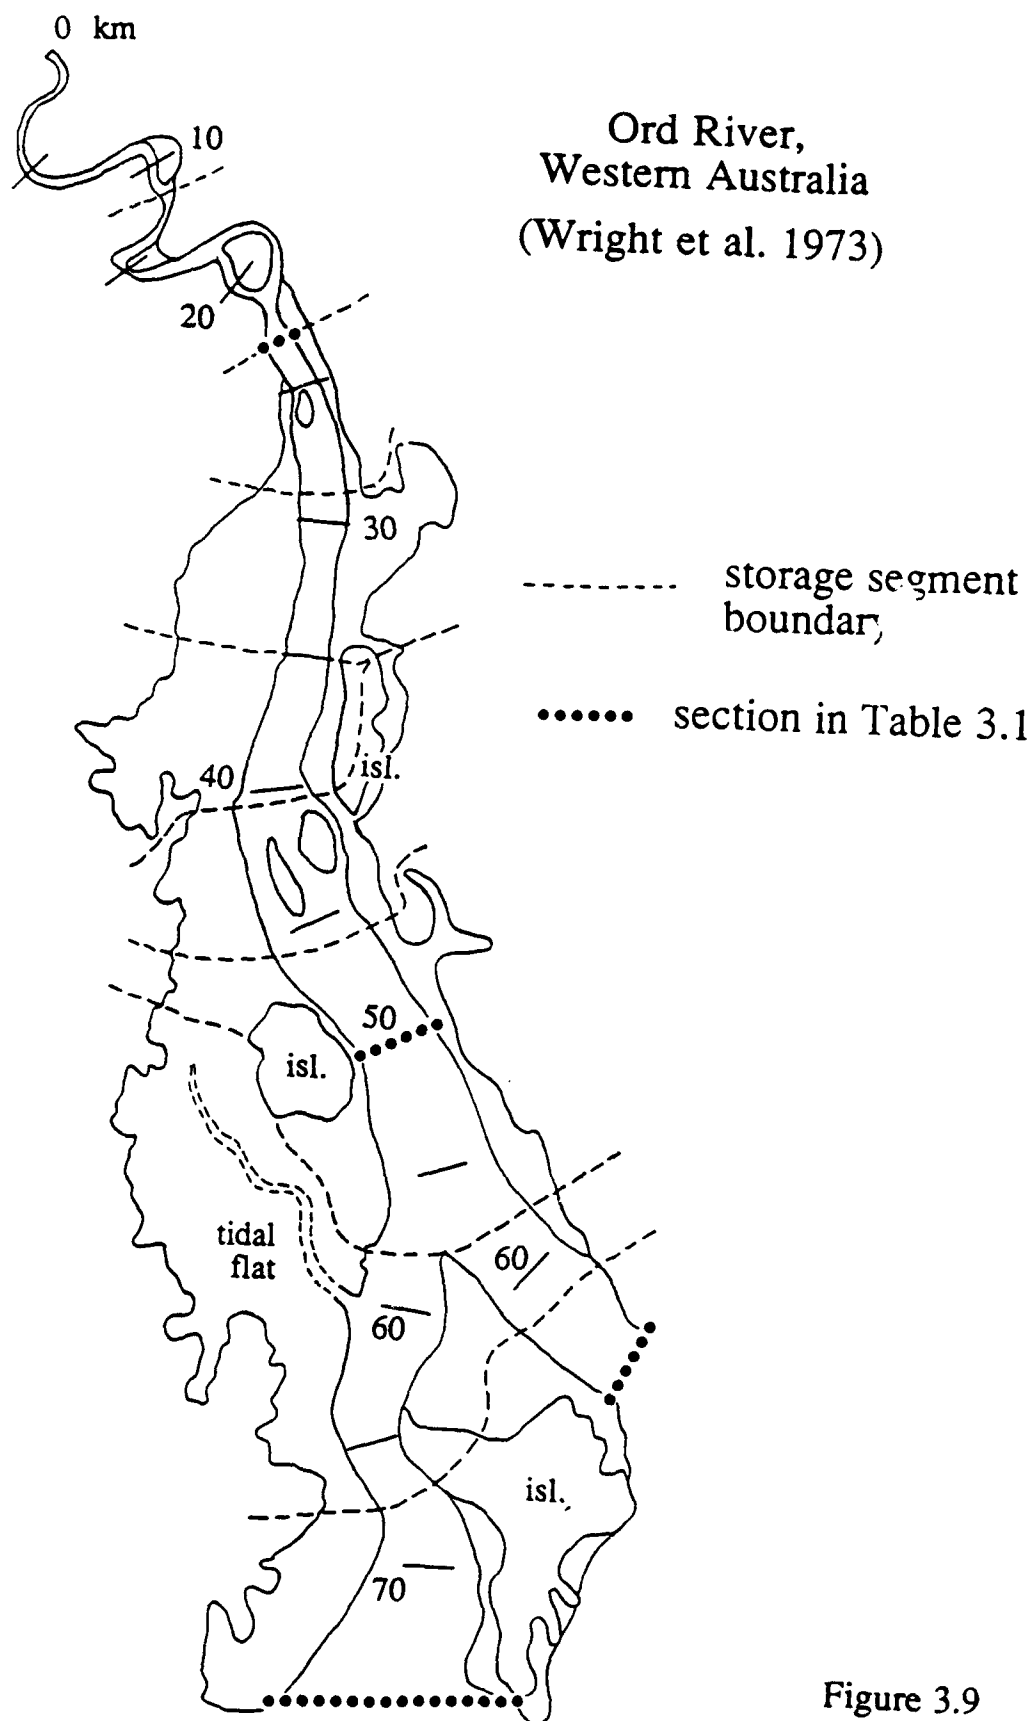 0 km
10
Ord River,
Western Australia
(Wright et al. 1973)
20
30
storage segment
boundary
section in Table 3.1
isl.
40
50
isl.
tidal
flat
60
60
isl.
70
Figure 3.9